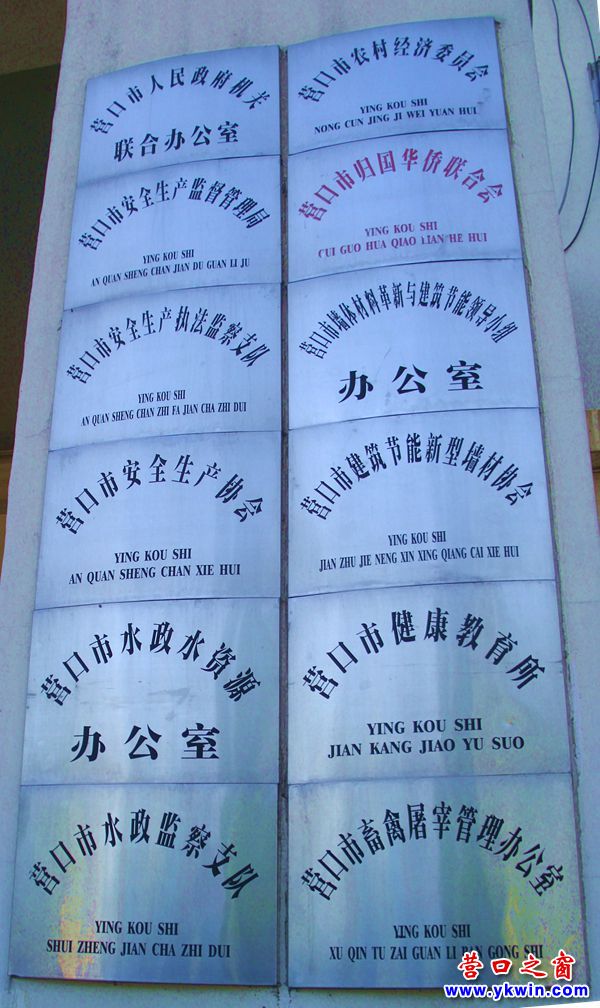 营口市人民政府机关
联合办公室
营口市安全生产监督管理局
YING KOU SHI
AN QUAN SHENG CHAN JIAN DU GUAN LI JU
营口市安全生产执法监察支队
YING KOU SHI
AN QUAN SHENG CHAN ZHI FA JIAN CHA ZHI DUI
营口市安全生产协会
YING KOU SHI
AN QUAN SHENG CHAN XIE HUI
营口市水政水资源
办公室
营口市水政监察支队
YING KOU SHI
SHUI ZHENG JIAN CHA ZHI DUI
营口市农村经济委员会
YING KOU SHI
NONG CUN JING JI WEI YUAN HUI
营口市归国华侨联合会
YING KOU SHI
CUI GUO HUA QIAO LIAN HE HUI
营口市墙体材料革新与建筑节能领导小组
办公室
营口市建筑节能新型墙材协会
YING KOU SHI
JIAN ZHU JIE NENG XIN XING QIANG CAI XIE HUI
营口市健康教育所
YING KOU SHI
JIAN KANG JIAO YU SUO
营口市畜禽屠宰管理办公室
YING KOU SHI
XU QIN TU ZAI GUAN LI BAN GONG SHI
营口之窗
www.ykwin.com